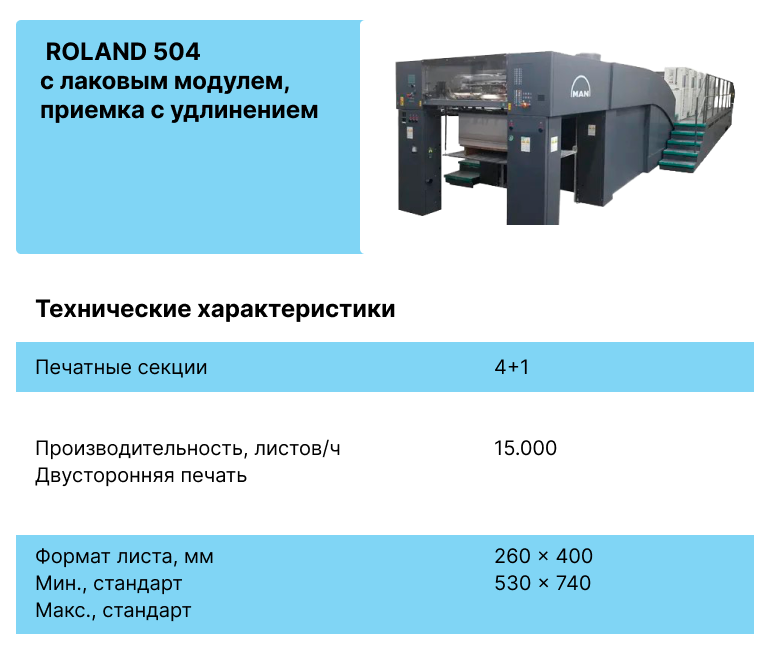 ROLAND 504
с лаковым модулем,
приемка с удлинением
MAN
Технические характеристики
Печатные секции 4+1
Производительность, листов/ч 15.000
Двусторонняя печать
Формат листа, мм 260 × 400
Мин., стандарт 530 × 740
Макс., стандарт